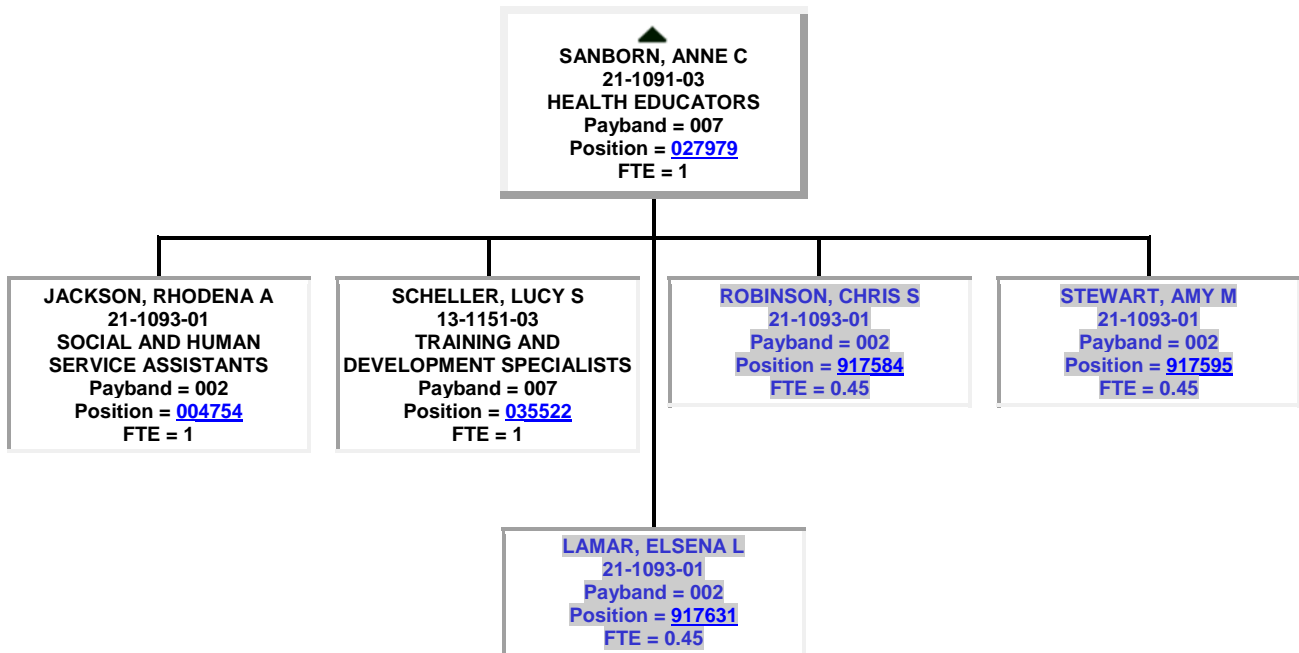 SANBORN, ANNE C
21-1091-03
HEALTH EDUCATORS
Payband = 007
Position = 027979
FTE = 1
JACKSON, RHODENA A
21-1093-01
SOCIAL AND HUMAN
SERVICE ASSISTANTS
Payband = 002
Position = 004754
FTE = 1
SCHELLER, LUCY S
13-1151-03
TRAINING AND
DEVELOPMENT SPECIALISTS
Payband = 007
Position = 035522
FTE = 1
ROBINSON, CHRIS S
21-1093-01
Payband = 002
Position = 917584
FTE = 0.45
STEWART, AMY M
21-1093-01
Payband = 002
Position = 917595
FTE = 0.45
LAMAR, ELSENA L
21-1093-01
Payband = 002
Position = 917631
FTE = 0.45